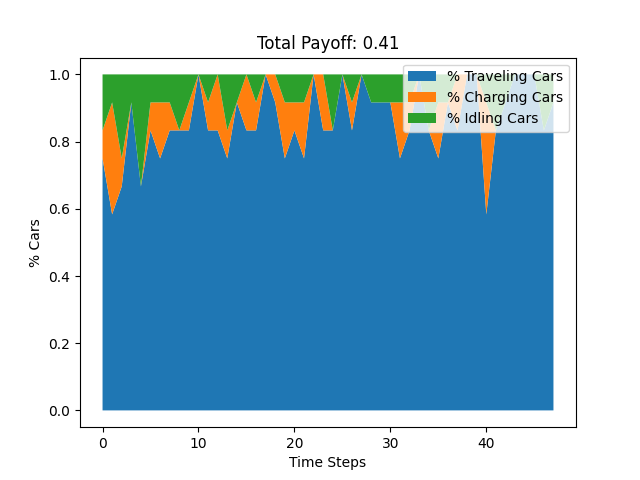 Total Payoff: 0.41
1.0
0.8
0.6
0.4
0.2
0.0
% Cars
% Traveling Cars
% Charging Cars
% Idling Cars
0 10 20 30 40
Time Steps